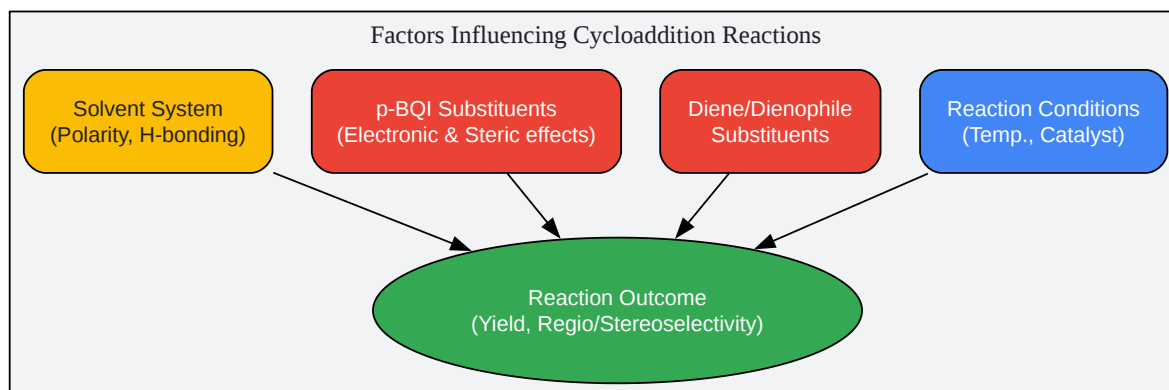 Factors Influencing Cycloaddition Reactions
Solvent System
(Polarity, H-bonding)
p-BQI Substituents
(Electronic & Steric effects)
Diene/Dienophile
Substituents
Reaction Conditions
(Temp., Catalyst)
Reaction Outcome
(Yield, Regio/Stereoselectivity)